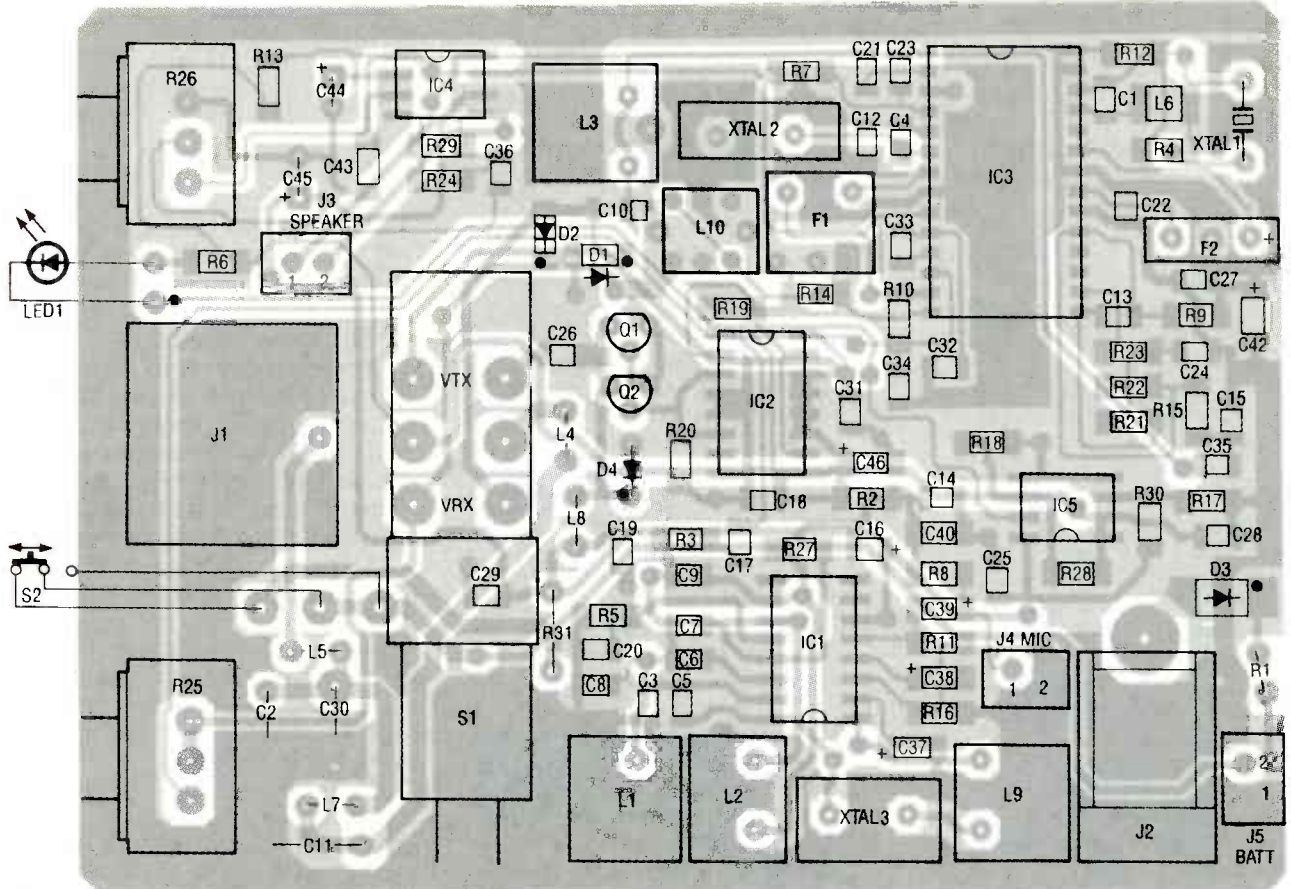 R26
R13
+
C44
IC4
L3
R7
C21 C23
R12
C1
L6
XTAL1
R4
XTAL 2
C12 C4
IC3
C43
R29
R24
C36
C45
+
J3
SPEAKER
1 2
C10
L10
F1
C33
C22
F2
+
D2
D1
R6
LED1
C27
+
R19
R14
R10
C13
R9
C42
Q1
C26
R23
C24
C32
C34
VTX
Q2
IC2
C31
R22
R21
R15
C15
J1
L4
R20
+
C46
R18
C35
D4
C14
R2
VRX
C18
IC5
R30
R17
L8
C19
R3
C17
R27
C16
+
C40
C28
S2
C29
C9
R8
C25
R28
D3
C39
+
R5
R31
C7
IC1
R11
J4 MIC
1 2
L5
C20
C6
+
C38
R1
R25
C2
C30
C8
C3
C5
R16
S1
+
C37
L1
L2
XTAL3
L9
J2
2
1
L7
C11
J5
BATT